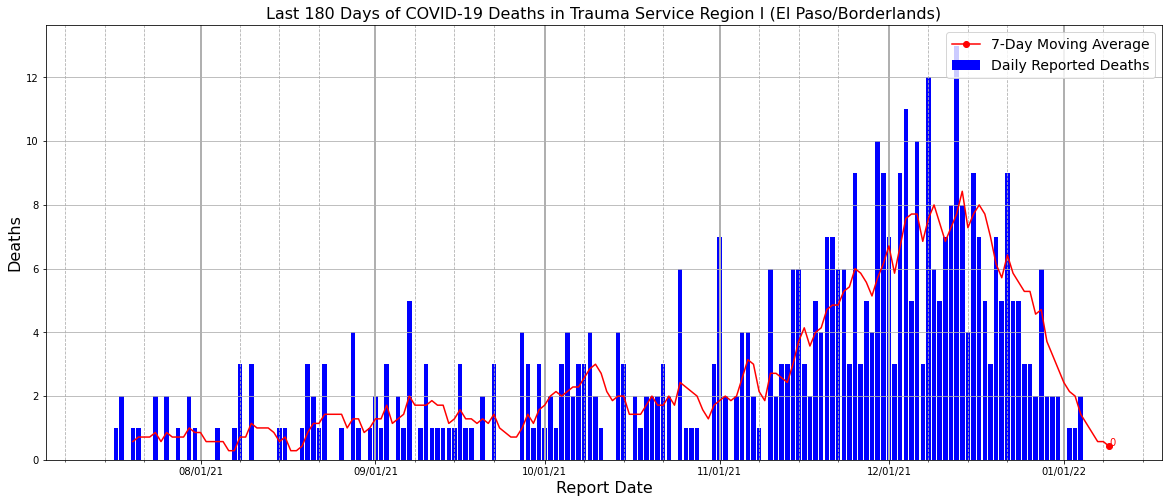 Last 180 Days of COVID-19 Deaths in Trauma Service Region I (El Paso/Borderlands)
7-Day Moving Average
Daily Reported Deaths
Deaths
12
10
8
6
4
2
0
0
08/01/21
09/01/21
10/01/21
11/01/21
12/01/21
01/01/22
Report Date